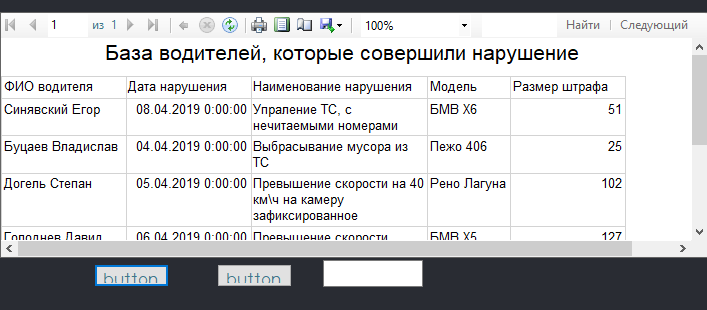 1 из 1 100% Найти Следующий
База водителей, которые совершили нарушение
ФИО водителя Дата нарушения Наименование нарушения Модель Размер штрафа
Синявский Егор 08.04.2019 0:00:00 Упраление ТС, с БМВ Х6 51
нечитаемыми номерами
Буцаев Владислав 04.04.2019 0:00:00 Выбрасывание мусора из Пежо 406 25
ТС
Догель Степан 05.04.2019 0:00:00 Превышение скорости на 40 Рено Лагуна 102
км\ч на камеру
зафиксированное
Голоднев Давид 06.04.2019 0:00:00 Превышение скорости БМВ Х5 127
button button